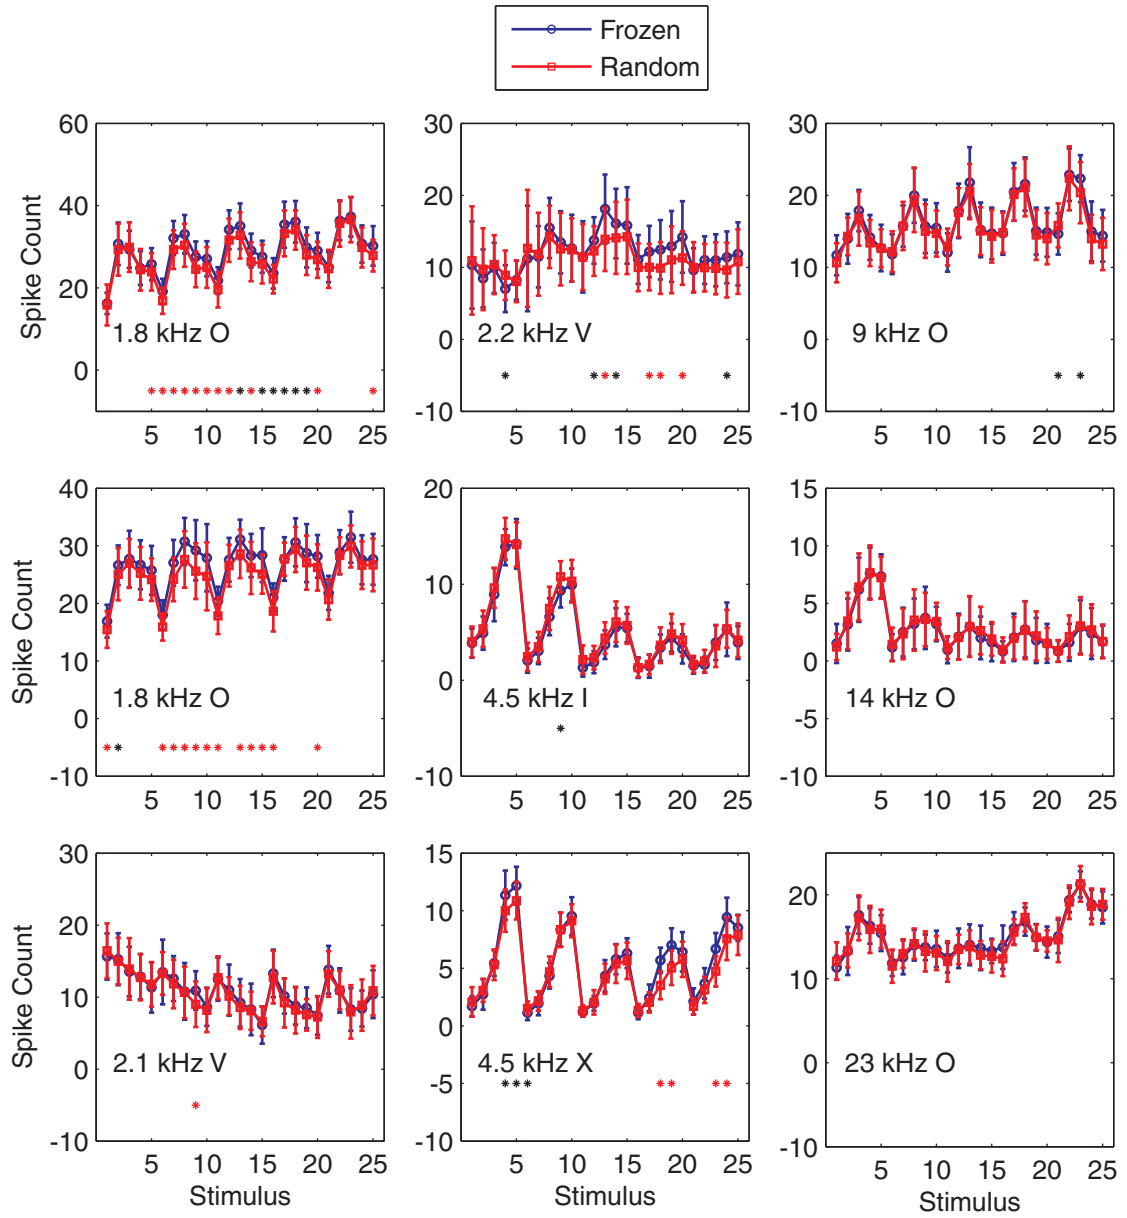 Frozen
Random
60
40
20
0
Spike Count
1.8 kHz O
* * * * * * * * * * * * * * * * *
5 10 15 20 25
30
20
10
0
-10
2.2 kHz V
* * * * * * * *
5 10 15 20 25
30
20
10
0
-10
9 kHz O
* *
5 10 15 20 25
40
30
20
10
0
-10
Spike Count
1.8 kHz O
* * * * * * * * * * * * *
5 10 15 20 25
20
15
10
5
0
-5
-10
4.5 kHz I
*
5 10 15 20 25
15
10
5
0
-5
-10
14 kHz O
5 10 15 20 25
30
20
10
0
-10
Spike Count
2.1 kHz V
*
5 10 15 20 25
Stimulus
15
10
5
0
-5
-10
4.5 kHz X
* * * * * * *
5 10 15 20 25
20
10
0
-10
23 kHz O
5 10 15 20 25
Stimulus